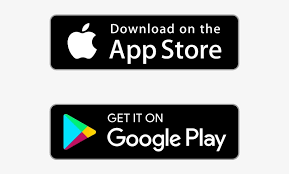 Download on the
App Store
GET IT ON
Google Play